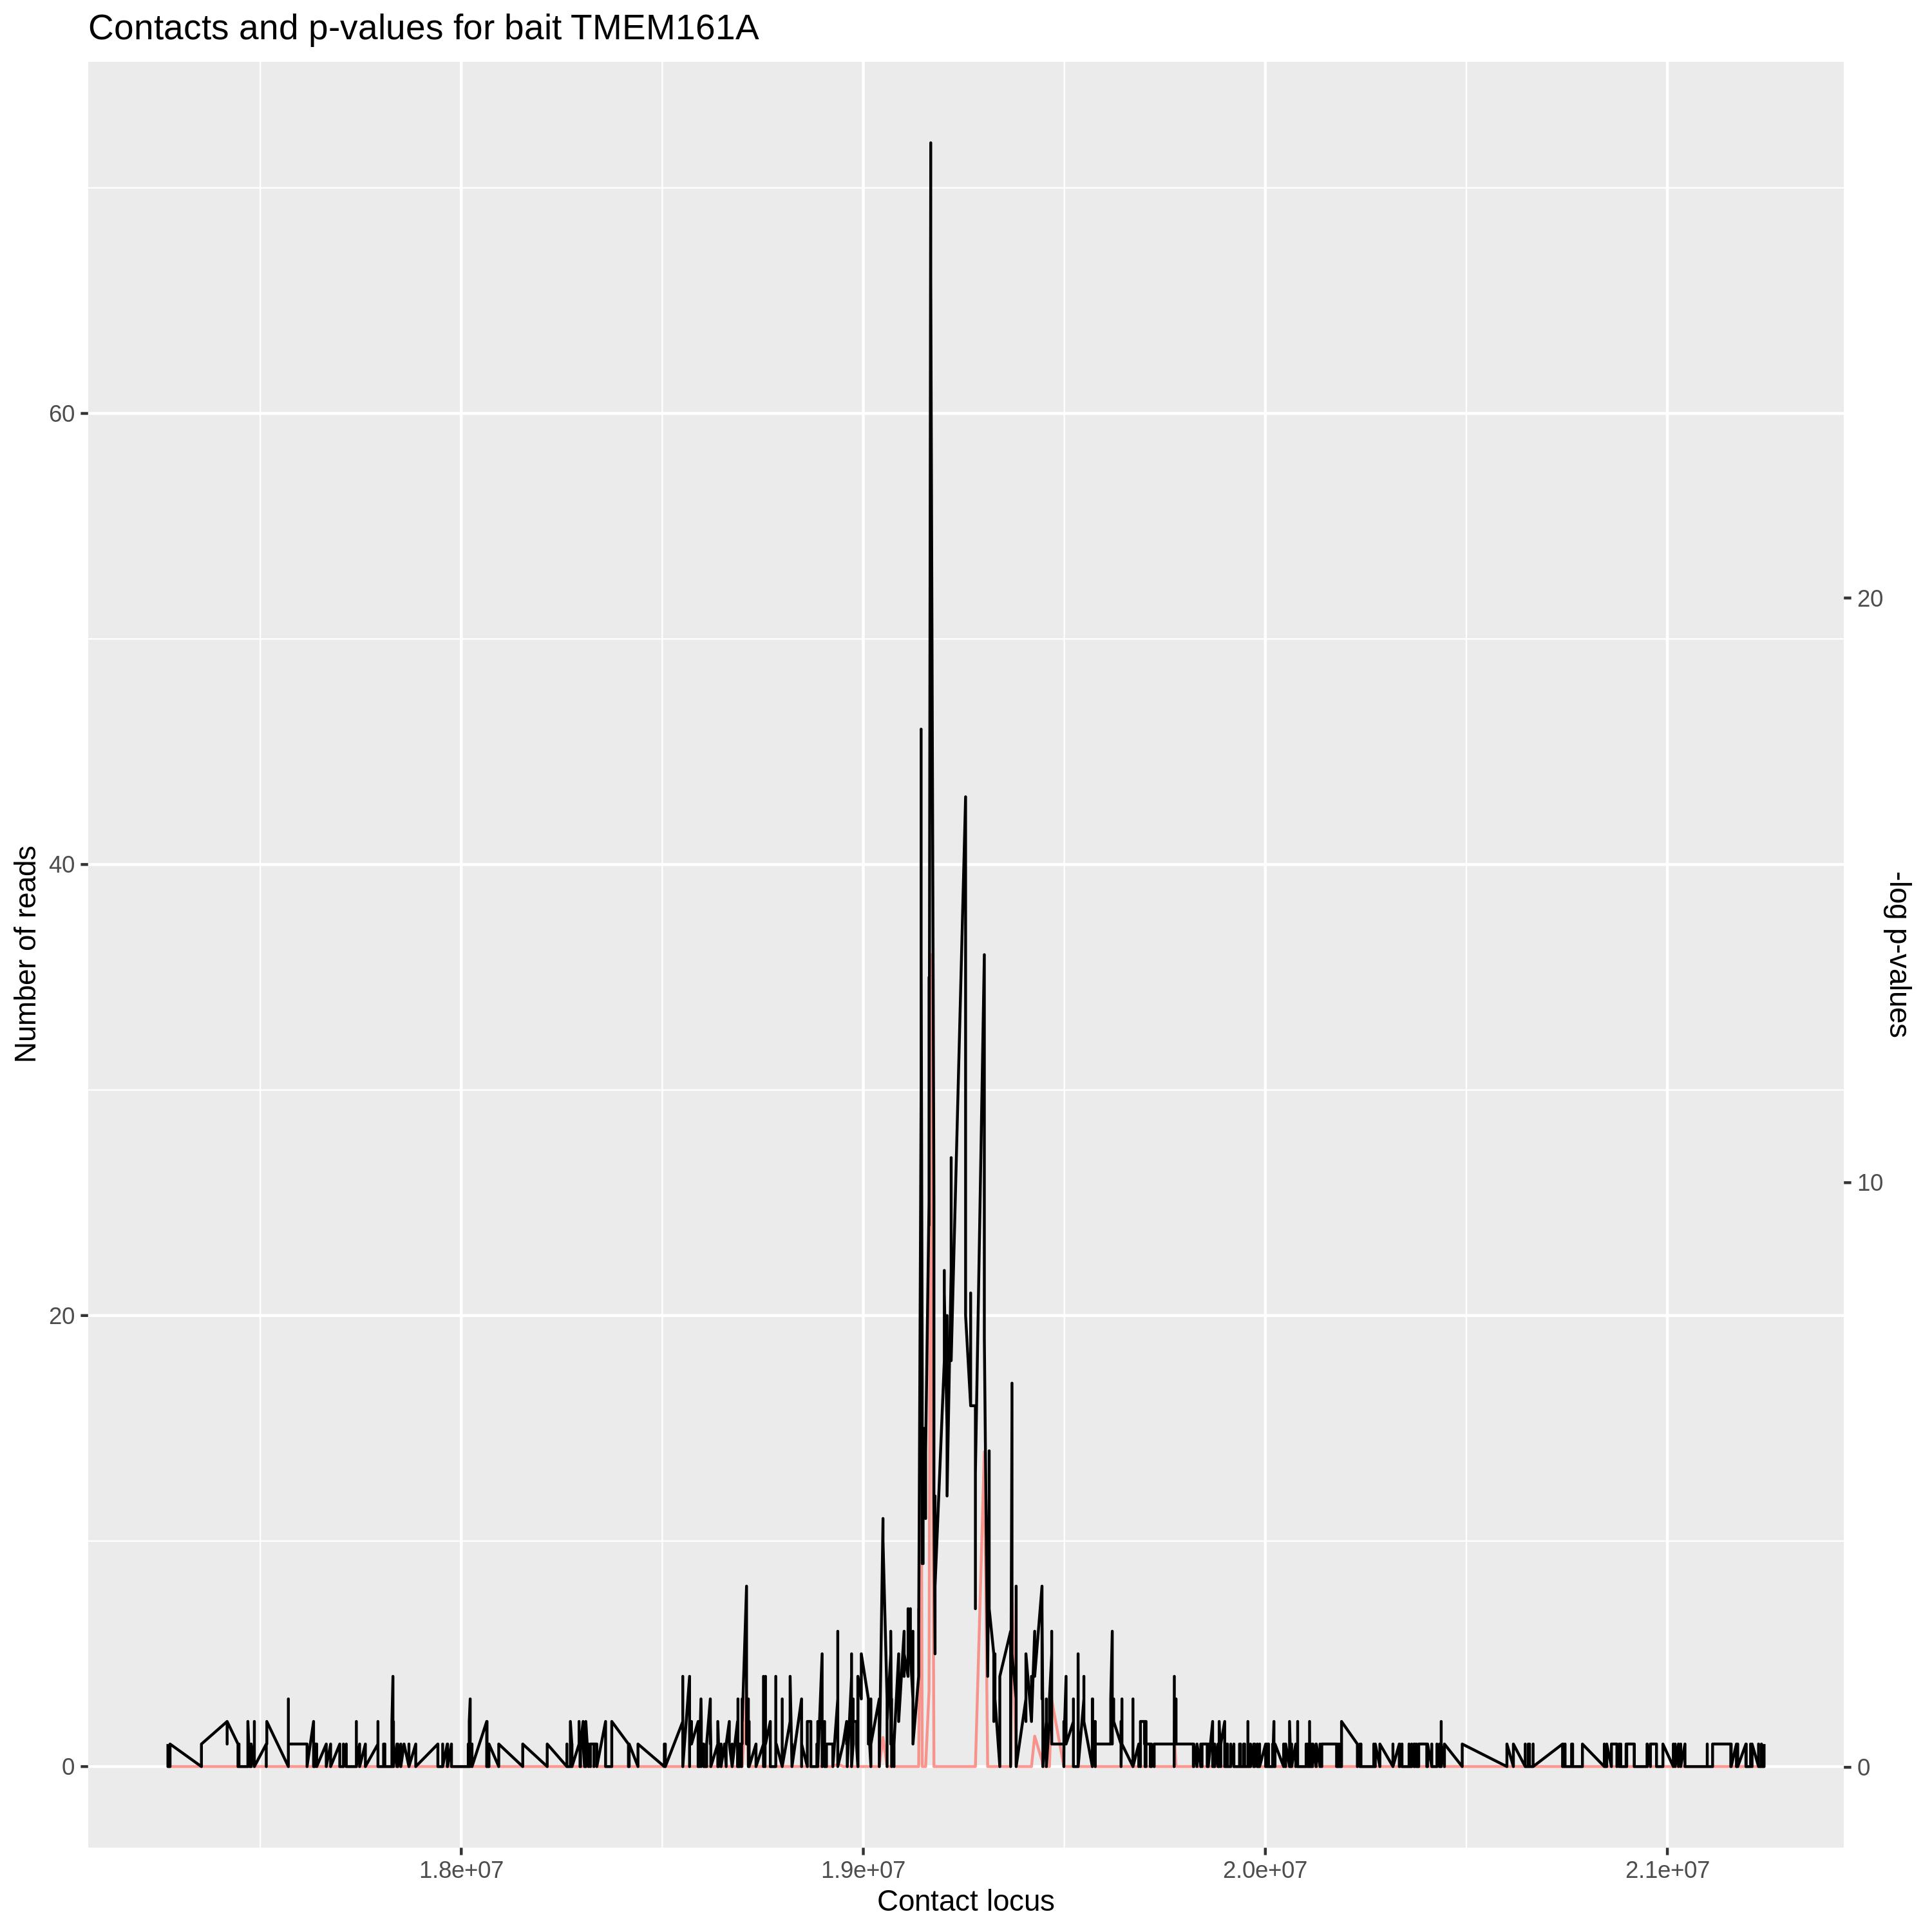 Contacts and p-values for bait TMEM161A
Number of reads
60
40
20
0
20
10
0
-log p-values
1.8e+07
1.9e+07
2.0e+07
2.1e+07
Contact locus